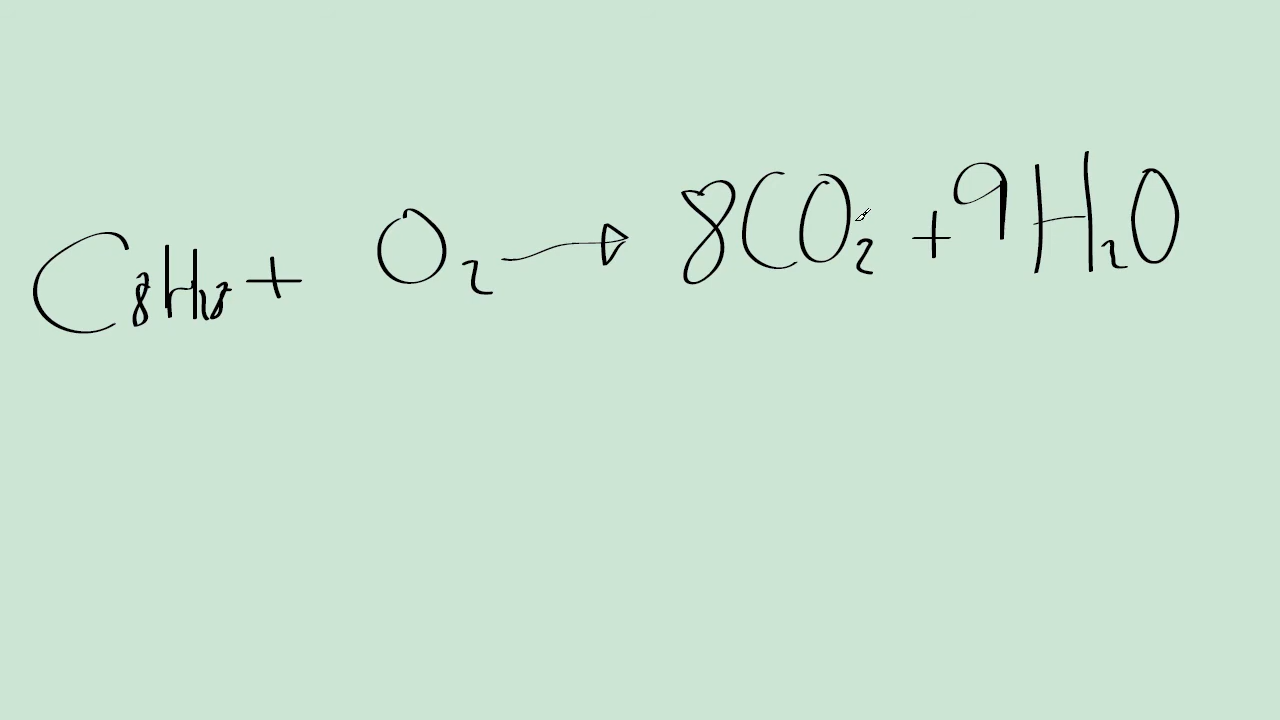 C₈H₁₈ + O₂ → 8CO₂ + 9H₂O